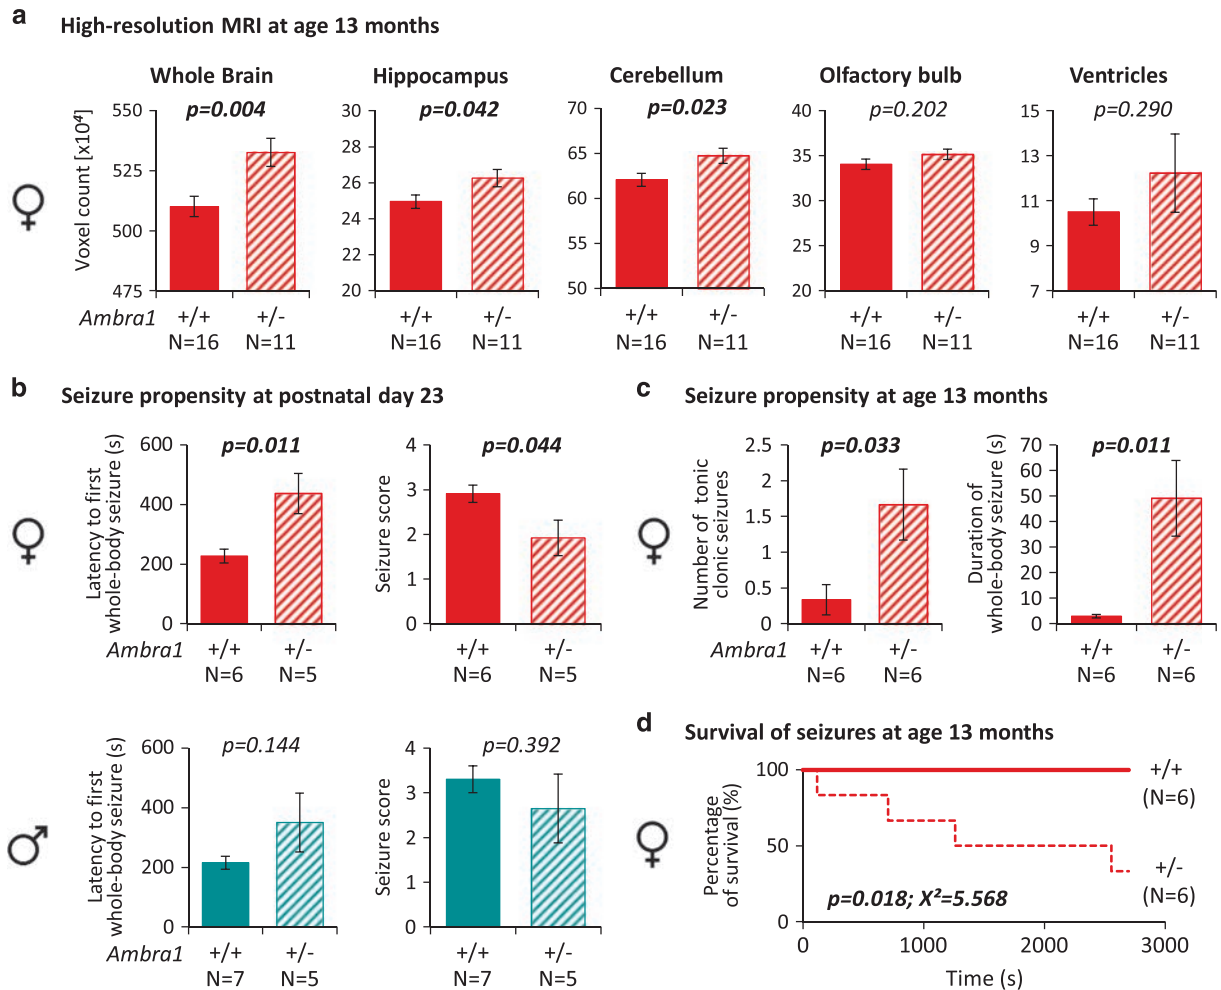 a High-resolution MRI at age 13 months
Whole Brain Hippocampus Cerebellum Olfactory bulb Ventricles
p=0.004 p=0.042 p=0.023 p=0.202 p=0.290
Voxel count [x10⁴]
550 525 500 475
30 28 26 24 22 20
70 65 60 55 50
40 35 30 25 20
15 13 11 9 7
♀
Ambra1 +/+ +/- +/+ +/- +/+ +/- +/+ +/- +/+ +/-
N=16 N=11 N=16 N=11 N=16 N=11 N=16 N=11 N=16 N=11
b Seizure propensity at postnatal day 23
♀
Latency to first
whole-body seizure (s)
600 400 200 0
p=0.011
Seizure score
4 3 2 1 0
p=0.044
Ambra1 +/+ +/- +/+ +/-
N=6 N=5 N=6 N=5
♂
Latency to first
whole-body seizure (s)
600 400 200 0
p=0.144
Seizure score
4 3 2 1 0
p=0.392
Ambra1 +/+ +/- +/+ +/-
N=7 N=5 N=7 N=5
c Seizure propensity at age 13 months
♀
Number of tonic
clonic seizures
2.5 2 1.5 1 0.5 0
p=0.033
Duration of
whole-body seizure (s)
70 60 50 40 30 20 10 0
p=0.011
Ambra1 +/+ +/- +/+ +/-
N=6 N=6 N=6 N=6
d Survival of seizures at age 13 months
♀
Percentage
of survival (%)
100 50 0
+/+
(N=6)
+/-
(N=6)
p=0.018; X²=5.568
0 1000 2000 3000
Time (s)